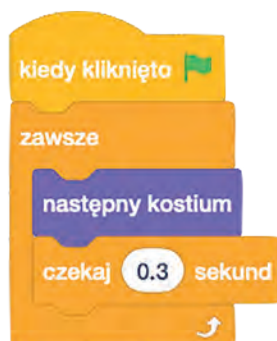 kiedy kliknięto
zawsze
następny kostium
czekaj 0.3 sekund